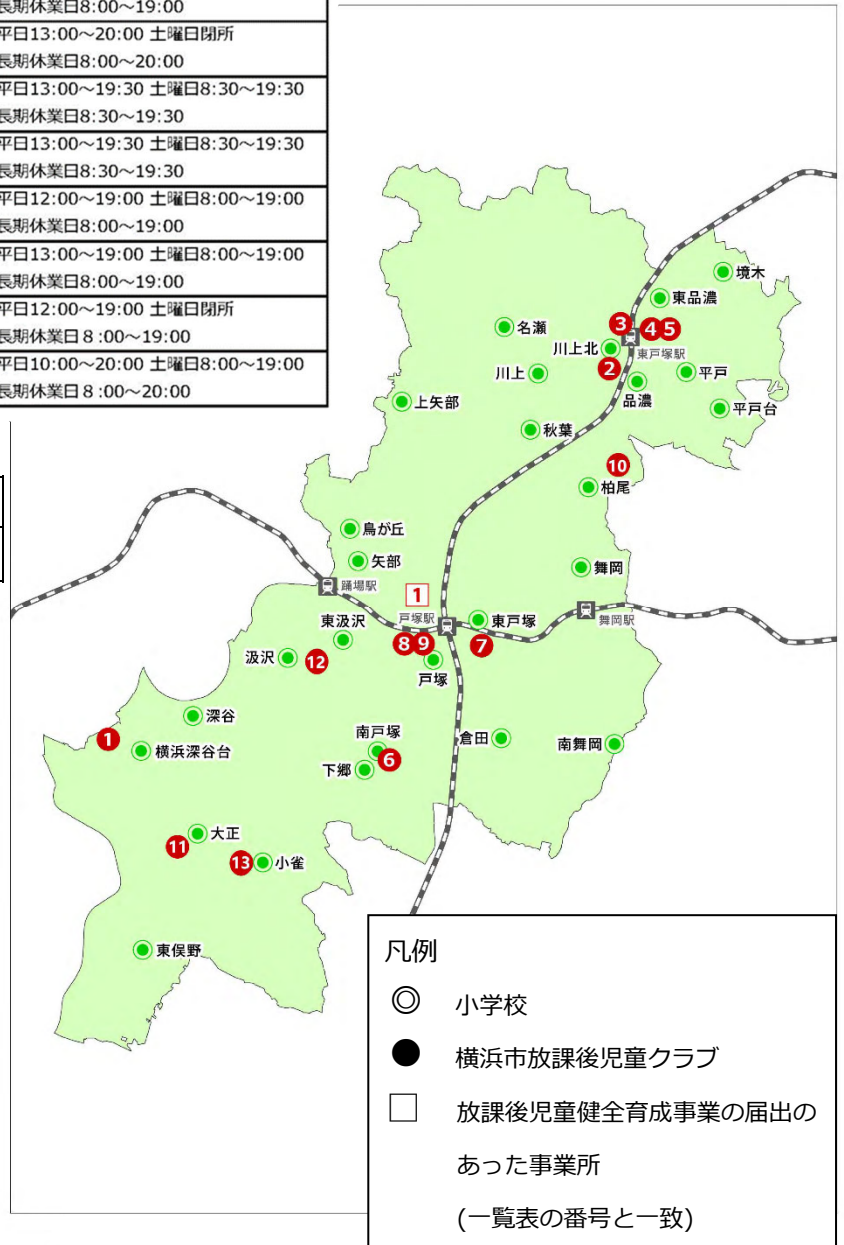 長期休業日8:00～19:00
平日13:00～20:00 土曜日閉所
長期休業日8:00～20:00
平日13:00～19:30 土曜日8:30～19:30
長期休業日8:30～19:30
平日13:00～19:30 土曜日8:30～19:30
長期休業日8:30～19:30
平日12:00～19:00 土曜日8:00～19:00
長期休業日8:00～19:00
平日13:00～19:00 土曜日8:00～19:00
長期休業日8:00～19:00
平日12:00～19:00 土曜日閉所
長期休業日８:00～19:00
平日10:00～20:00 土曜日8:00～19:00
長期休業日８:00～20:00
境木
東品濃
3
4
5
名瀬
川上北
東戸塚駅
2
川上
平戸
品濃
上矢部
平戸台
秋葉
10
柏尾
鳥が丘
矢部
舞岡
踊場駅
1
戸塚駅
東戸塚
舞岡駅
東汲沢
8
9
7
汲沢
12
戸塚
深谷
1
横浜深谷台
南戸塚
6
倉田
南舞岡
下郷
大正
11
13
小雀
東俣野
凡例
◎ 小学校
● 横浜市放課後児童クラブ
□ 放課後児童健全育成事業の届出の
あった事業所
(一覧表の番号と一致)